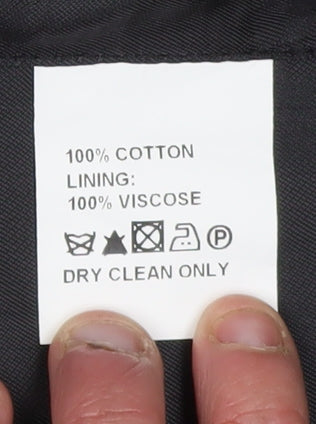 100% COTTON
LINING:
100% VISCOSE
P
DRY CLEAN ONLY